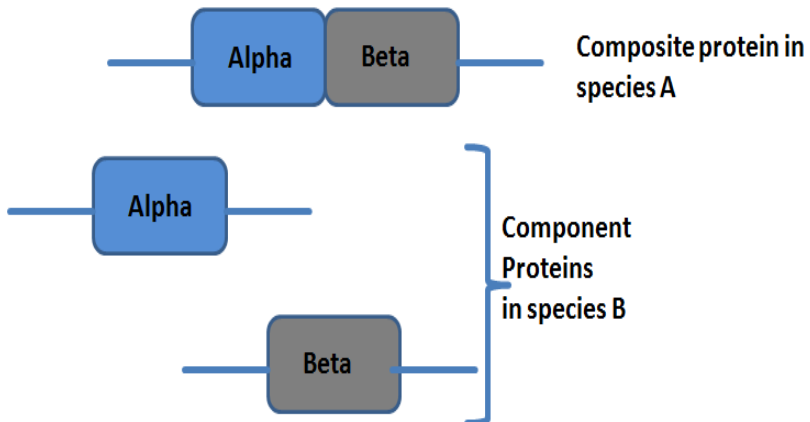 Alpha
Beta
Composite protein in
species A
Alpha
Component
Proteins
in species B
Beta